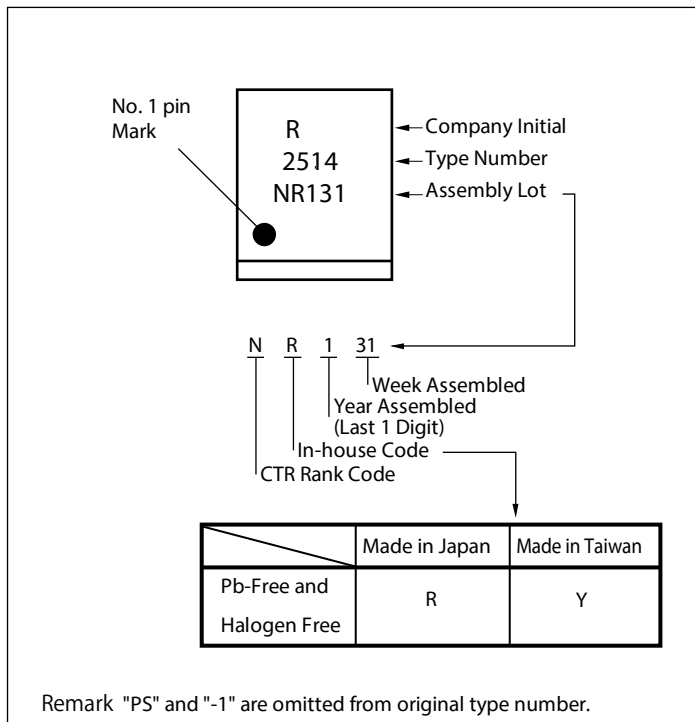 No. 1 pin
Mark
R
2514
NR131
Company Initial
Type Number
Assembly Lot
N R 1 31
Week Assembled
Year Assembled
(Last 1 Digit)
In-house Code
CTR Rank Code
Made in Japan Made in Taiwan
Pb-Free and
Halogen Free
R Y
Remark "PS" and "-1" are omitted from original type number.